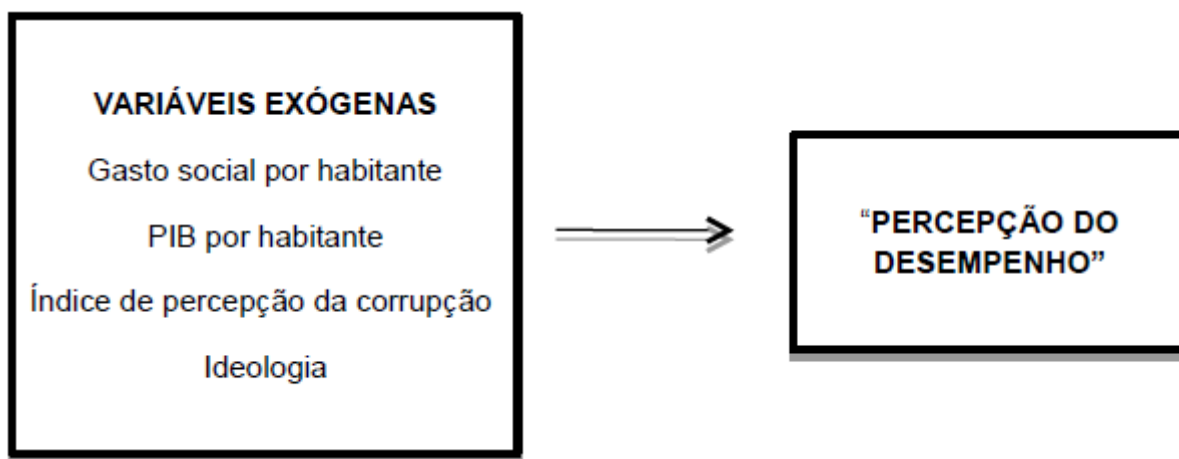 VARIÁVEIS EXÓGENAS
Gasto social por habitante
PIB por habitante
Índice de percepção da corrupção
Ideologia
“PERCEPÇÃO DO
DESEMPENHO”